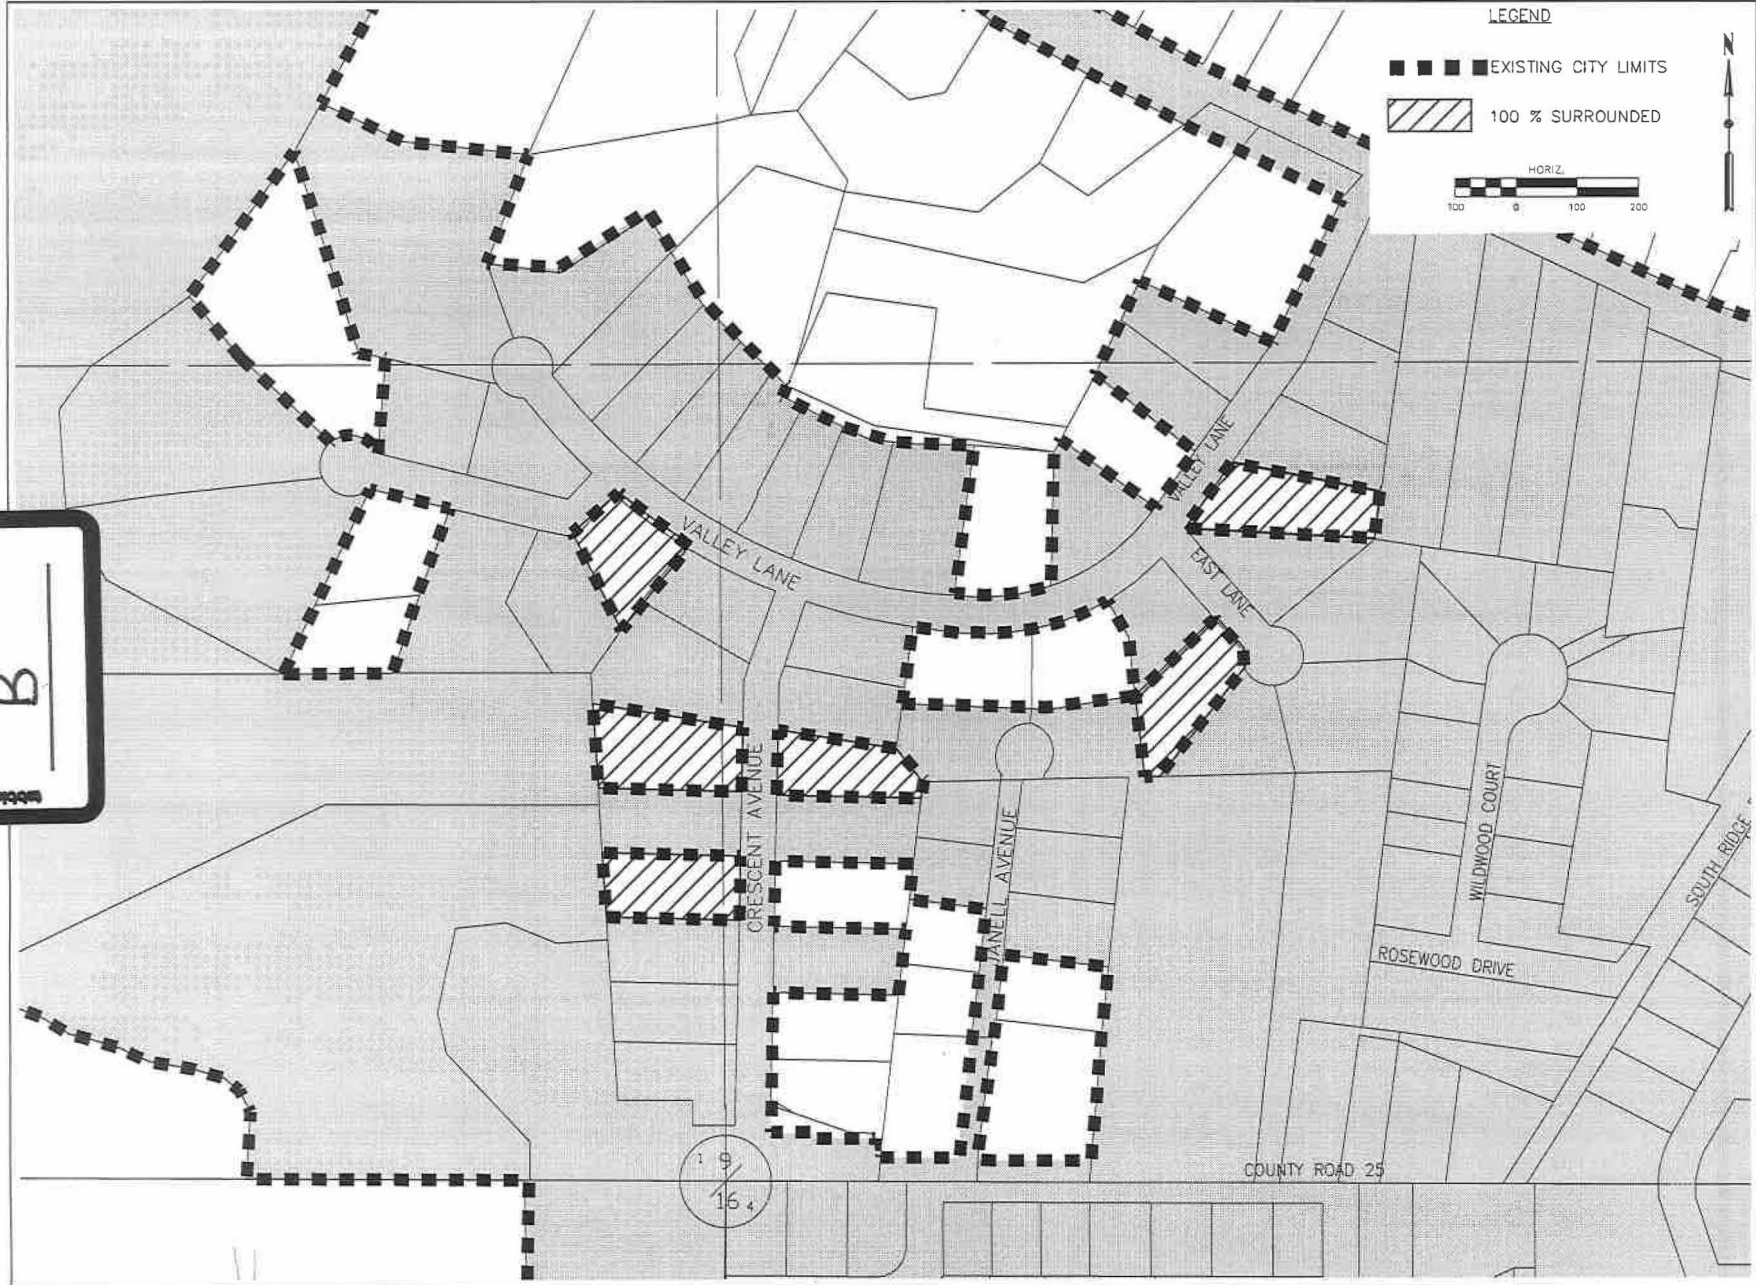 LEGEND
EXISTING CITY LIMITS
100 % SURROUNDED
N
HORIZ.
100 0 100 200
VALLEY LANE
VALLEY LANE
EAST LANE
CRESCENT AVENUE
JANELL AVENUE
WILDWOOD COURT
SOUTH RIDGE
ROSEWOOD DRIVE
COUNTY ROAD 25
1 9
16 4
B